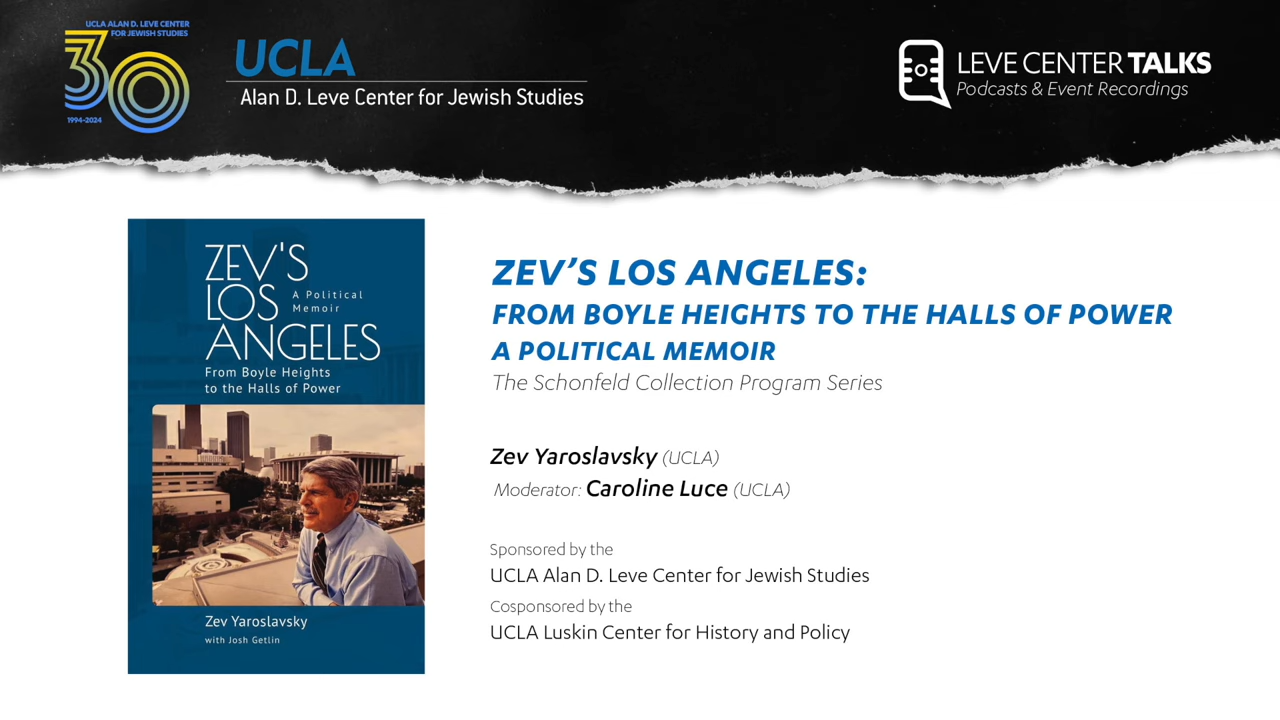 UCLA ALAN D. LEVE CENTER
FOR JEWISH STUDIES
30
1994-2024
UCLA
Alan D. Leve Center for Jewish Studies
LEVE CENTER TALKS
Podcasts & Event Recordings
ZEV'S
LOS
A Political
Memoir
ANGELES
From Boyle Heights
to the Halls of Power
Zev Yaroslavsky
with Josh Getlin
ZEV'S LOS ANGELES:
FROM BOYLE HEIGHTS TO THE HALLS OF POWER
A POLITICAL MEMOIR
The Schonfeld Collection Program Series
Zev Yaroslavsky (UCLA)
Moderator: Caroline Luce (UCLA)
Sponsored by the
UCLA Alan D. Leve Center for Jewish Studies
Cosponsored by the
UCLA Luskin Center for History and Policy